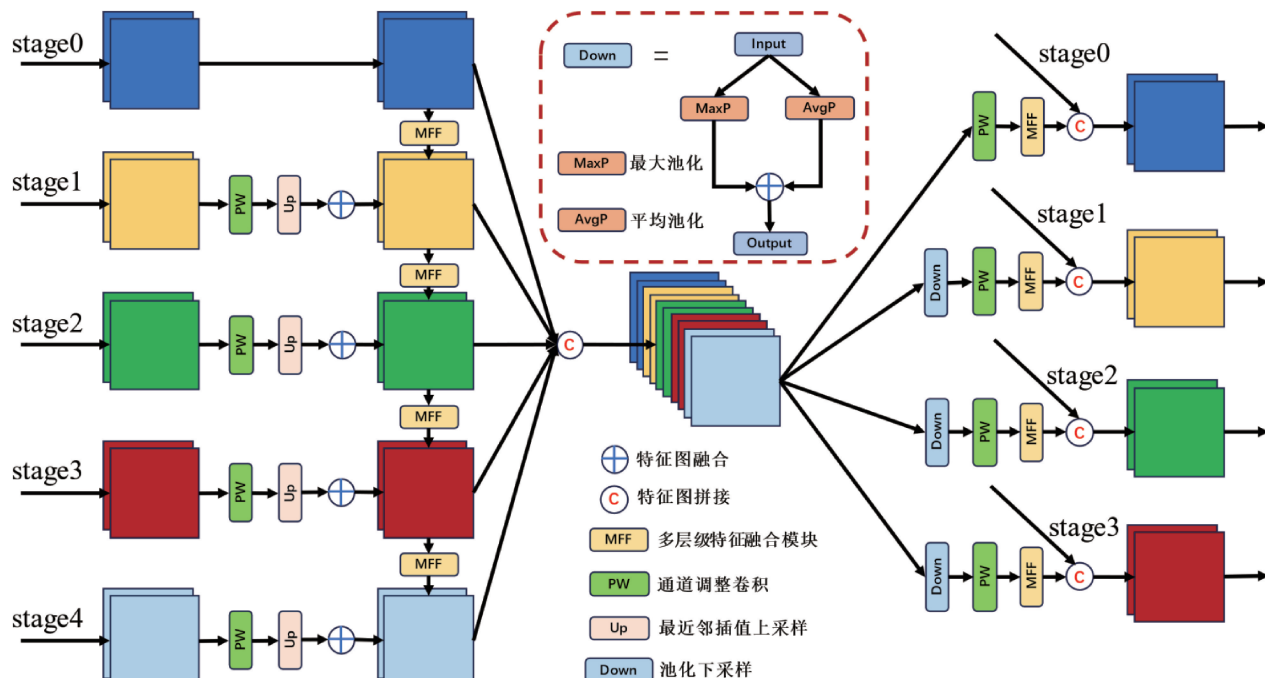 stage0
MFF
stage1
PW
Up
MFF
stage2
PW
Up
MFF
stage3
PW
Up
MFF
stage4
PW
Up
Down
=
Input
MaxP
AvgP
MaxP 最大池化
AvgP 平均池化
Output
C
特征图融合
C 特征图拼接
MFF 多层级特征融合模块
PW 通道调整卷积
Up 最近邻插值上采样
Down 池化下采样
stage0
PW
MFF
C
stage1
Down
PW
MFF
C
stage2
Down
PW
MFF
C
stage3
Down
PW
MFF
C